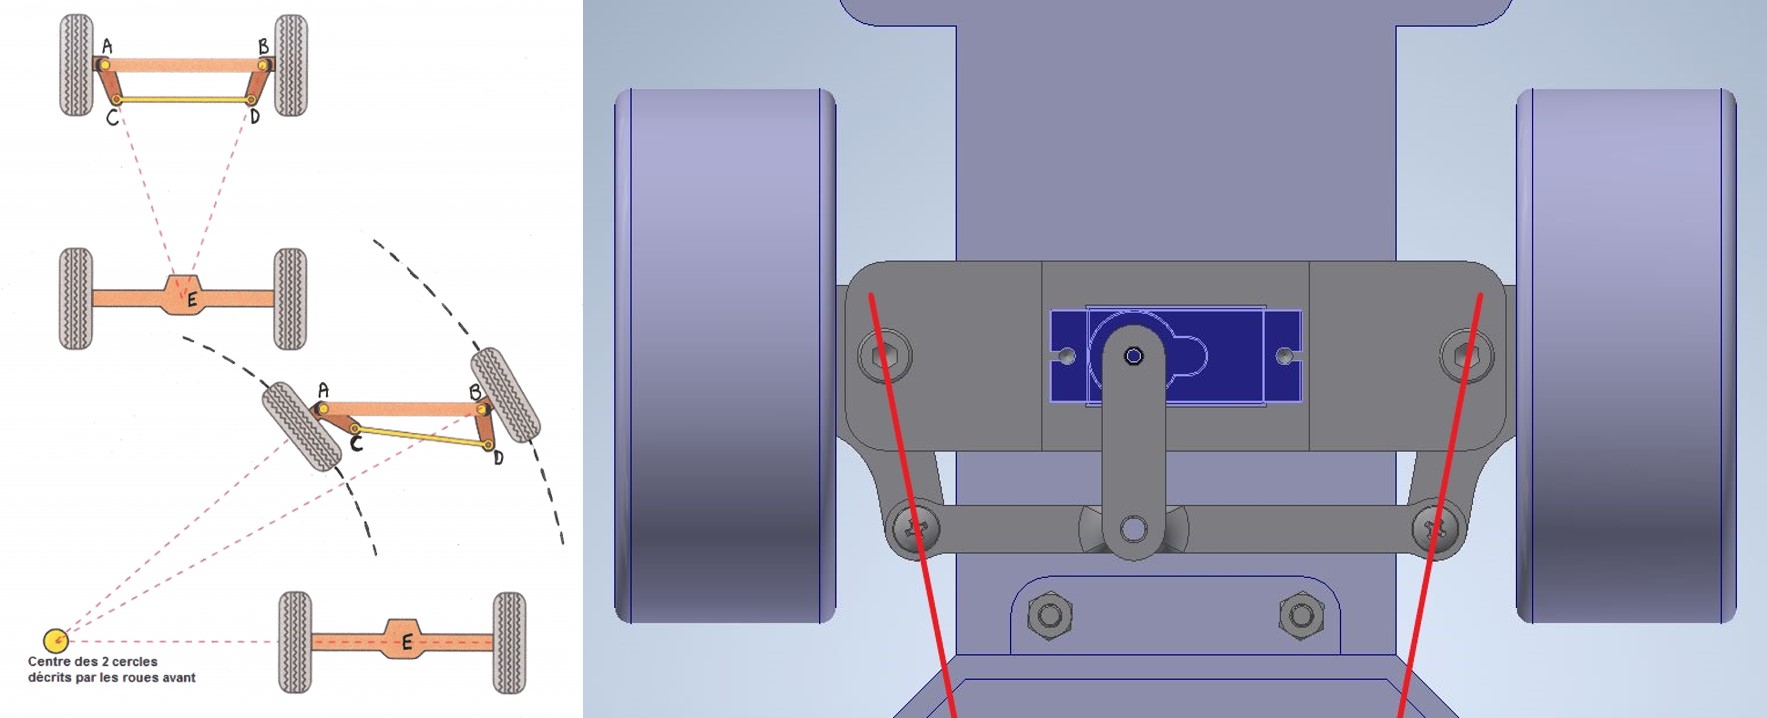 A B
C D
E
A B
C D
E
Centre des 2 cercles
décrits par les roues avant